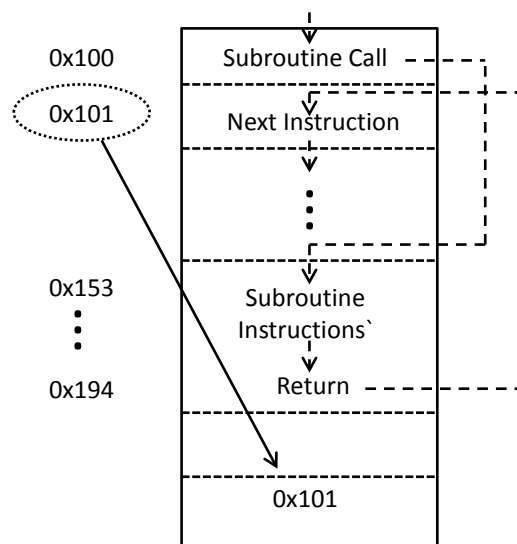 0x100 Subroutine Call
0x101
Next Instruction
0x153
Subroutine
Instructions`
0x194 Return
0x101